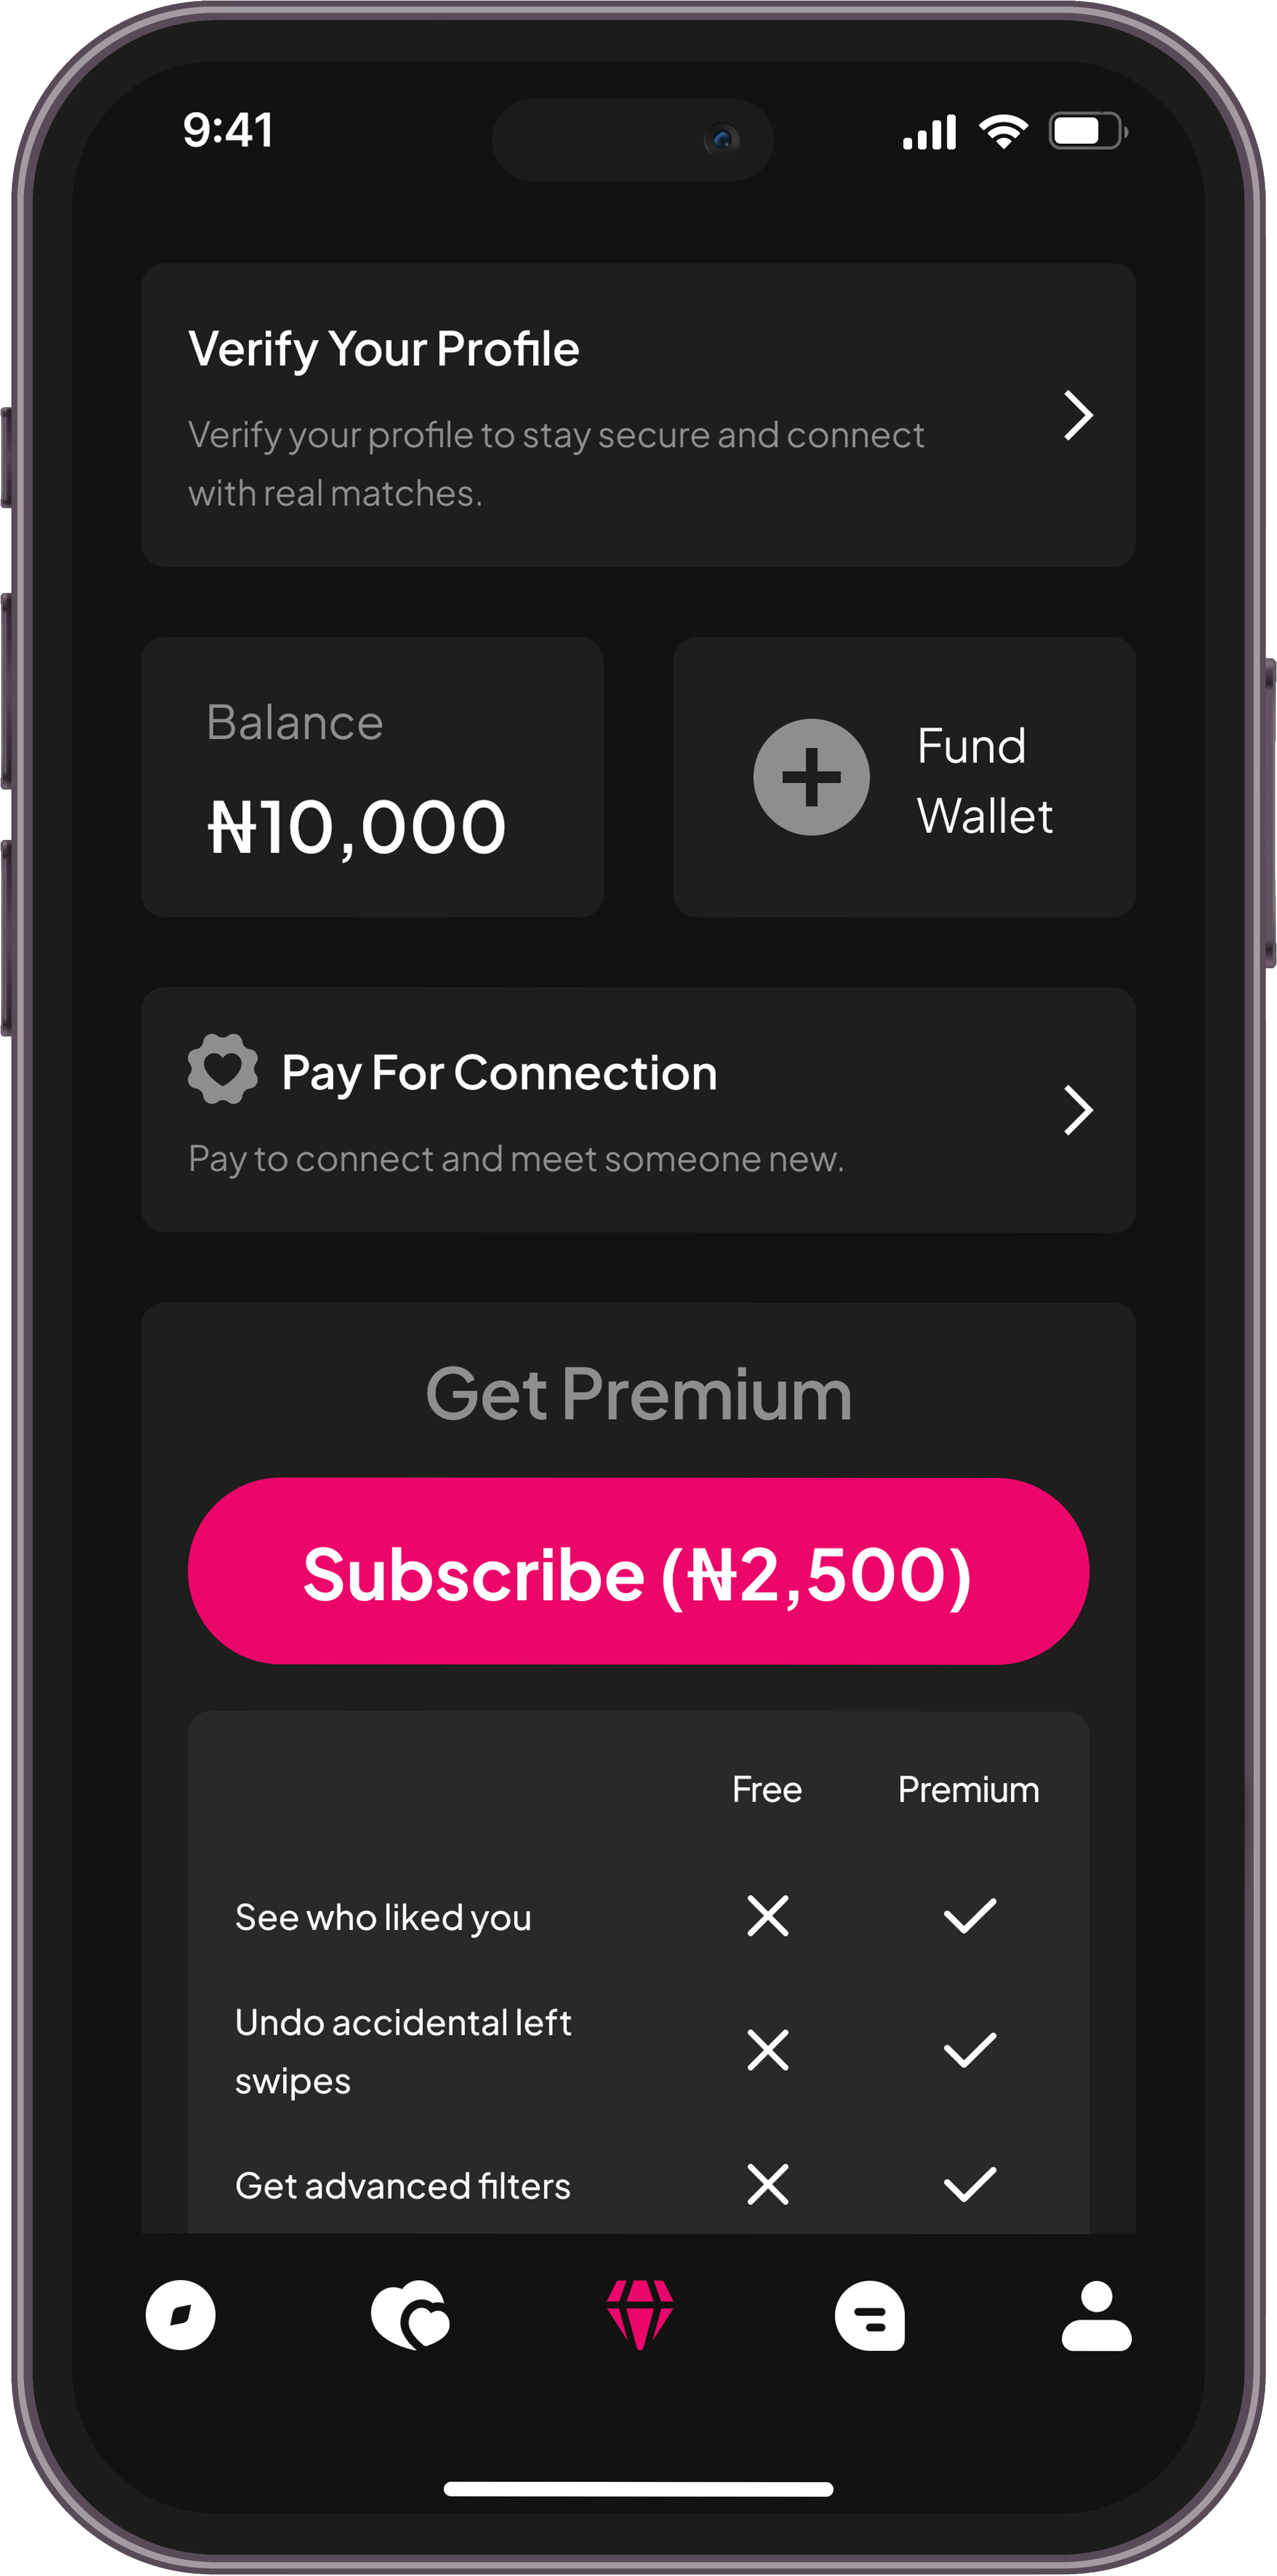 9:41
Verify Your Profile
Verify your profile to stay secure and connect
with real matches.
Balance
₦10,000
Fund
Wallet
Pay For Connection
Pay to connect and meet someone new.
Get Premium
Subscribe (₦2,500)
Free Premium
See who liked you
Undo accidental left
swipes
Get advanced filters